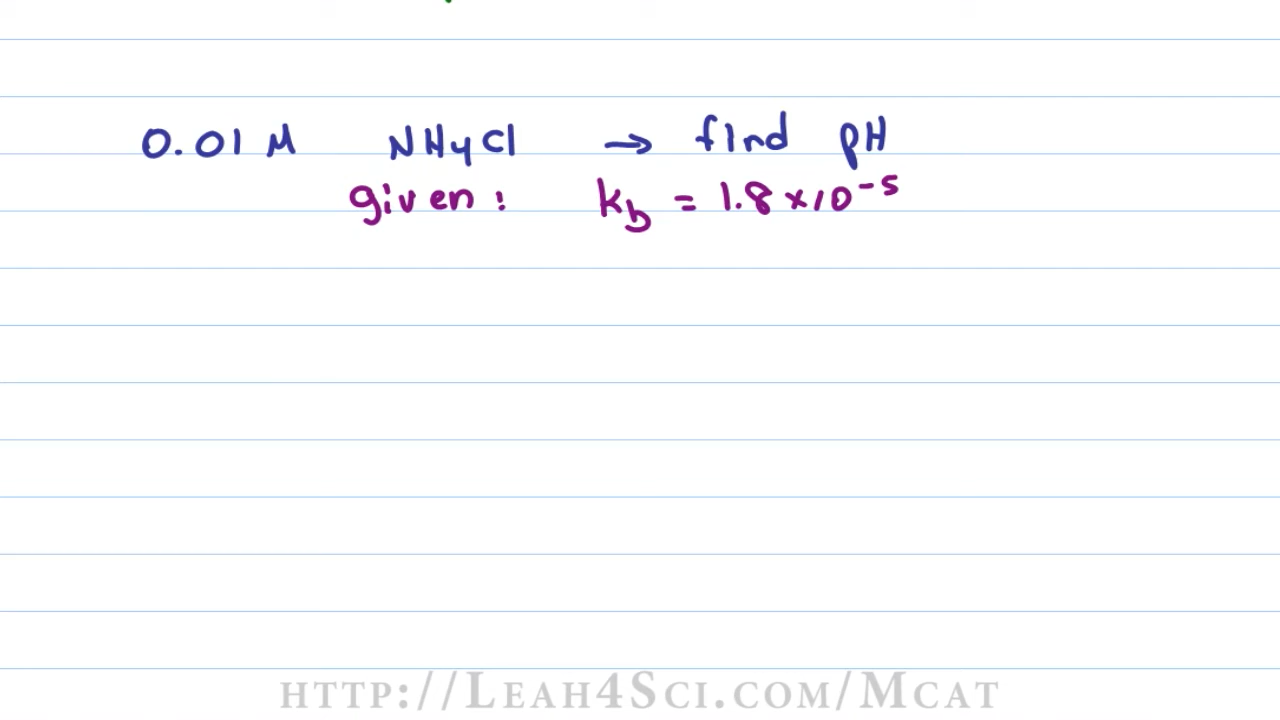 0.01 M NH4Cl → find pH
given: kb = 1.8 x 10⁻⁵
HTTP://LEAH4SCI.COM/MCAT